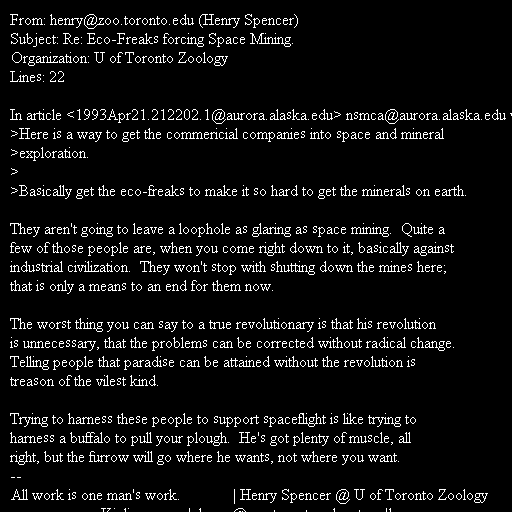 From: henry@zoo.toronto.edu (Henry Spencer)
Subject: Re: Eco-Freaks forcing Space Mining.
Organization: U of Toronto Zoology
Lines: 22
In article <1993Apr21.212202.1@aurora.alaska.edu> nsmca@aurora.alaska.edu
>Here is a way to get the commericial companies into space and mineral
>exploration.
>
>Basically get the eco-freaks to make it so hard to get the minerals on earth.
They aren't going to leave a loophole as glaring as space mining.  Quite a
few of those people are, when you come right down to it, basically against
industrial civilization.  They won't stop with shutting down the mines here;
that is only a means to an end for them now.
The worst thing you can say to a true revolutionary is that his revolution
is unnecessary, that the problems can be corrected without radical change.
Telling people that paradise can be attained without the revolution is
treason of the vilest kind.
Trying to harness these people to support spaceflight is like trying to
harness a buffalo to pull your plough.  He's got plenty of muscle, all
right, but the furrow will go where he wants, not where you want.
--
All work is one man's work.             | Henry Spencer @ U of Toronto Zoology